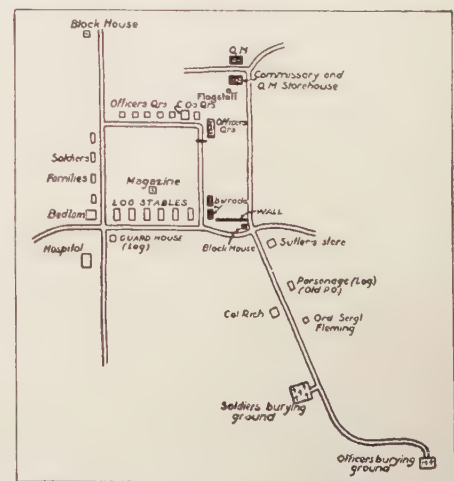 Block House
Q.M.
Commissary and
Q.M Storehouse
Flagstaff
Officers Qrs
C.Os Qrs
Officers
Qrs
Soldiers
Families
Magazine
LOG STABLES
Barracks
WALL
Bedlam
GUARD HOUSE
(Log)
Block House
Sutlers store
Hospital
Parsonage (Log)
(Old P.O.)
Col Rich
Ord Sergt
Fleming
Soldiers burying
ground
Officers burying
ground